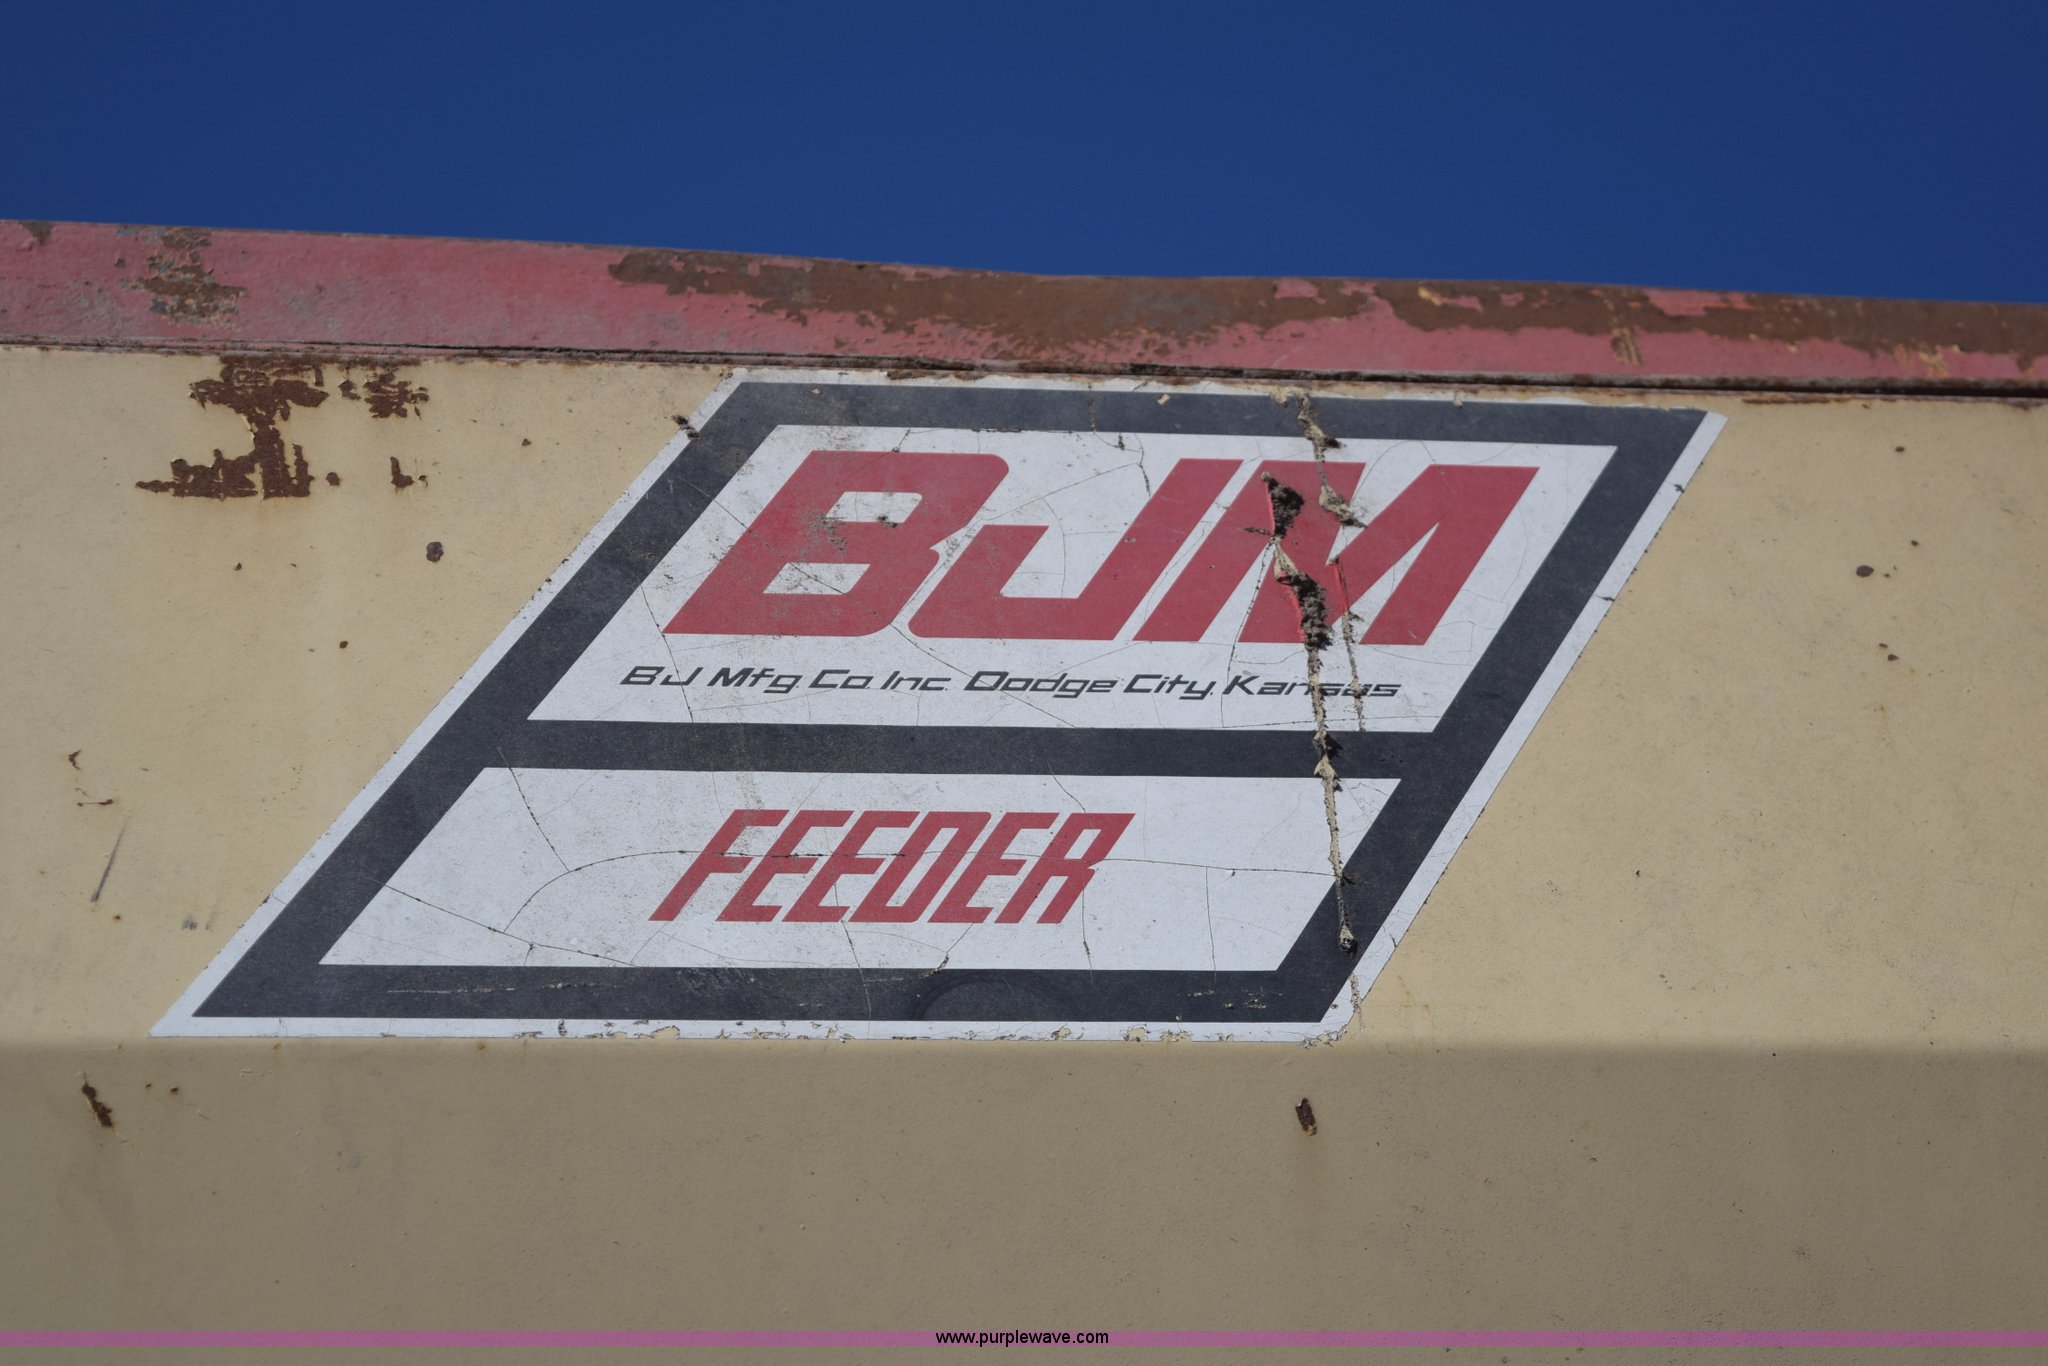 BJM
BJ Mfg. Co. Inc. Dodge City, Kansas
FEEDER
www.purplewave.com